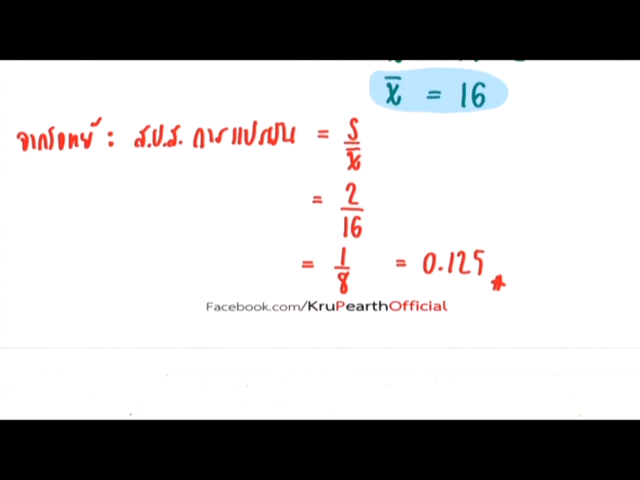 x̄ = 16
จากโจทย์ : ส.ป.ส. การแปรผัน = S/x̄
= 2/16
= 1/8 = 0.125 *
Facebook.com/KruPearthOfficial